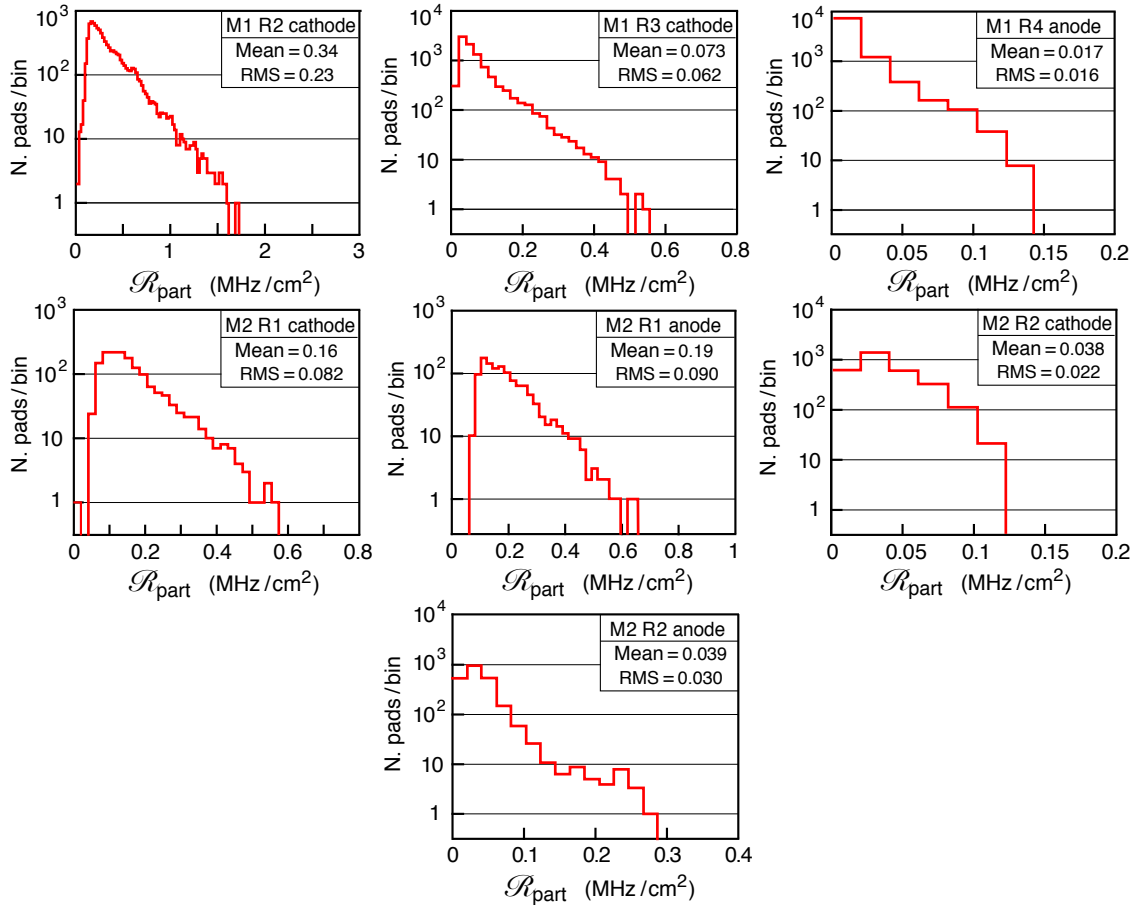 M1 R2 cathode
Mean = 0.34
RMS = 0.23
N. pads / bin
10³
10²
10
1
0 1 2 3
ℛpart (MHz / cm²)
M1 R3 cathode
Mean = 0.073
RMS = 0.062
N. pads / bin
10⁴
10³
10²
10
1
0 0.2 0.4 0.6 0.8
ℛpart (MHz / cm²)
M1 R4 anode
Mean = 0.017
RMS = 0.016
N. pads / bin
10⁴
10³
10²
10
1
0 0.05 0.10 0.15 0.2
ℛpart (MHz / cm²)
M2 R1 cathode
Mean = 0.16
RMS = 0.082
N. pads / bin
10³
10²
10
1
0 0.2 0.4 0.6 0.8
ℛpart (MHz / cm²)
M2 R1 anode
Mean = 0.19
RMS = 0.090
N. pads / bin
10³
10²
10
1
0 0.2 0.4 0.6 0.8 1
ℛpart (MHz / cm²)
M2 R2 cathode
Mean = 0.038
RMS = 0.022
N. pads / bin
10⁴
10³
10²
10
1
0 0.05 0.10 0.15 0.2
ℛpart (MHz / cm²)
M2 R2 anode
Mean = 0.039
RMS = 0.030
N. pads / bin
10⁴
10³
10²
10
1
0 0.1 0.2 0.3 0.4
ℛpart (MHz / cm²)